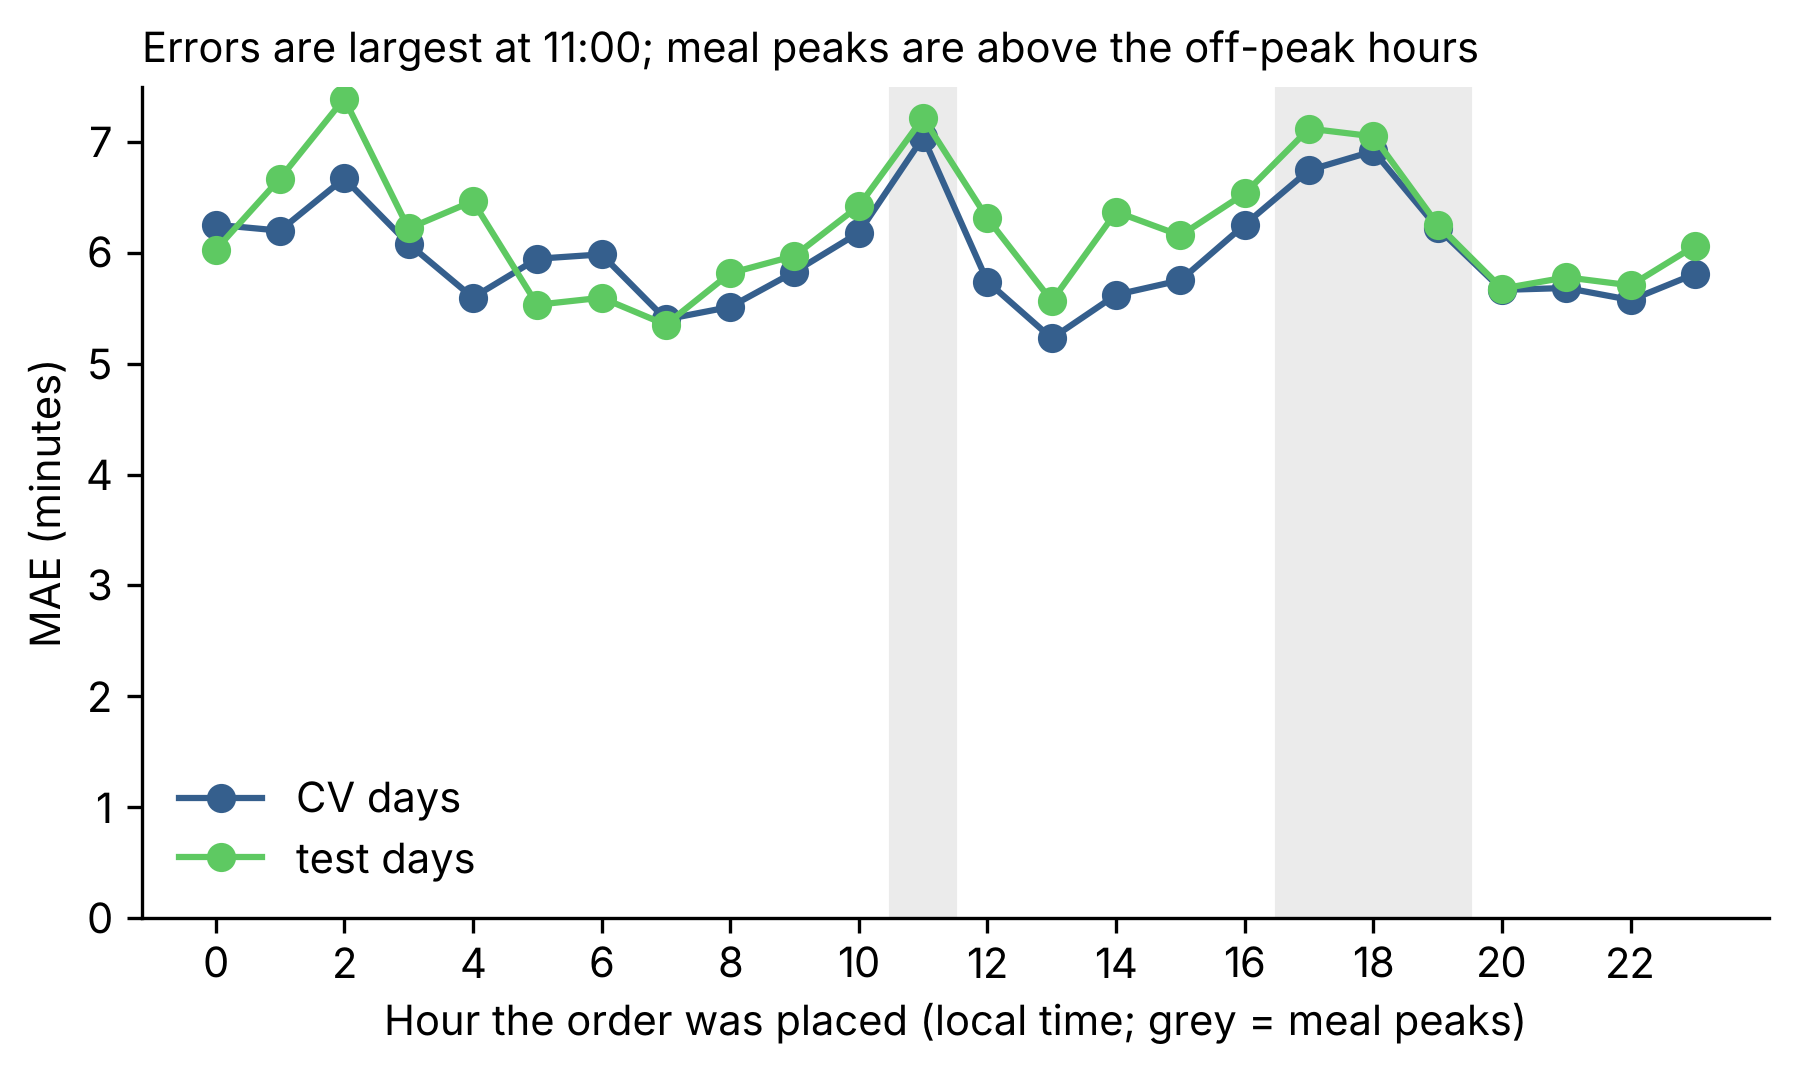 Errors are largest at 11:00; meal peaks are above the off-peak hours
MAE (minutes)
7
6
5
4
3
2
1
0
CV days
test days
0 2 4 6 8 10 12 14 16 18 20 22
Hour the order was placed (local time; grey = meal peaks)